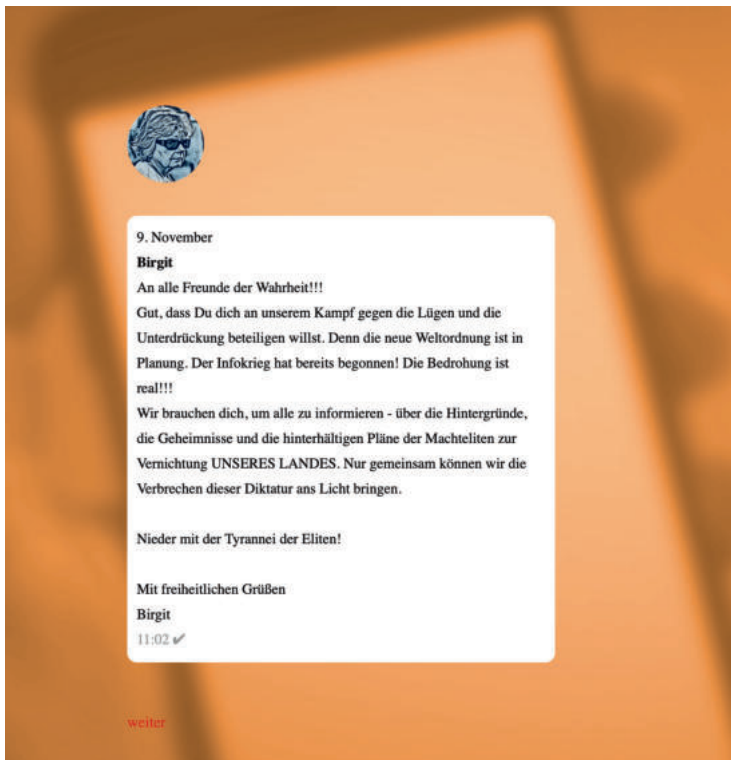 9. November
Birgit
An alle Freunde der Wahrheit!!!
Gut, dass Du dich an unserem Kampf gegen die Lügen und die
Unterdrückung beteiligen willst. Denn die neue Weltordnung ist in
Planung. Der Infokrieg hat bereits begonnen! Die Bedrohung ist
real!!!
Wir brauchen dich, um alle zu informieren - über die Hintergründe,
die Geheimnisse und die hinterhältigen Pläne der Machteliten zur
Vernichtung UNSERES LANDES. Nur gemeinsam können wir die
Verbrechen dieser Diktatur ans Licht bringen.
Nieder mit der Tyrannei der Eliten!
Mit freiheitlichen Grüßen
Birgit
11:02 ✔
weiter